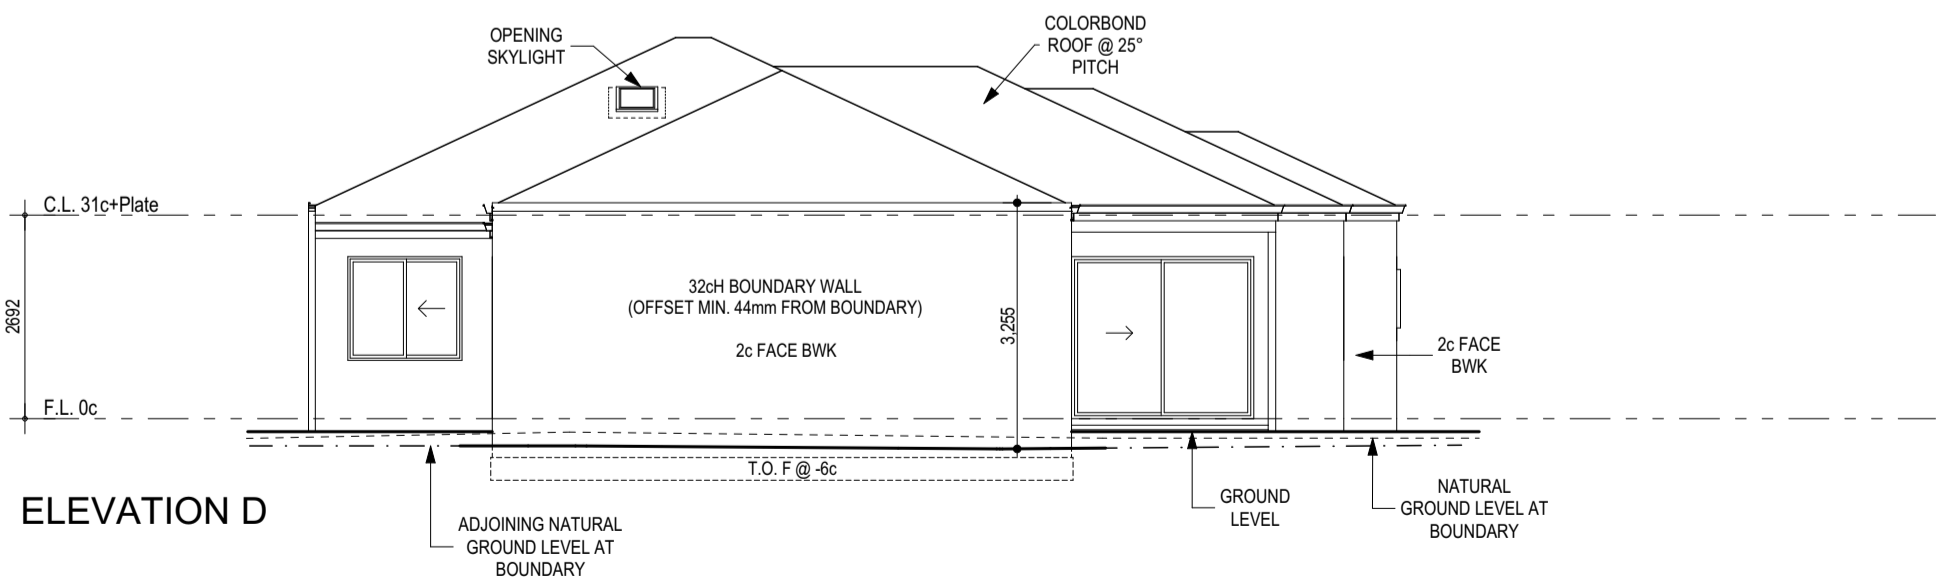 OPENING
SKYLIGHT
COLORBOND
ROOF @ 25°
PITCH
C.L. 31c+Plate
2692
32cH BOUNDARY WALL
(OFFSET MIN. 44mm FROM BOUNDARY)
2c FACE BWK
3,255
2c FACE
BWK
F.L. 0c
T.O. F @ -6c
ELEVATION D
ADJOINING NATURAL
GROUND LEVEL AT
BOUNDARY
GROUND
LEVEL
NATURAL
GROUND LEVEL AT
BOUNDARY